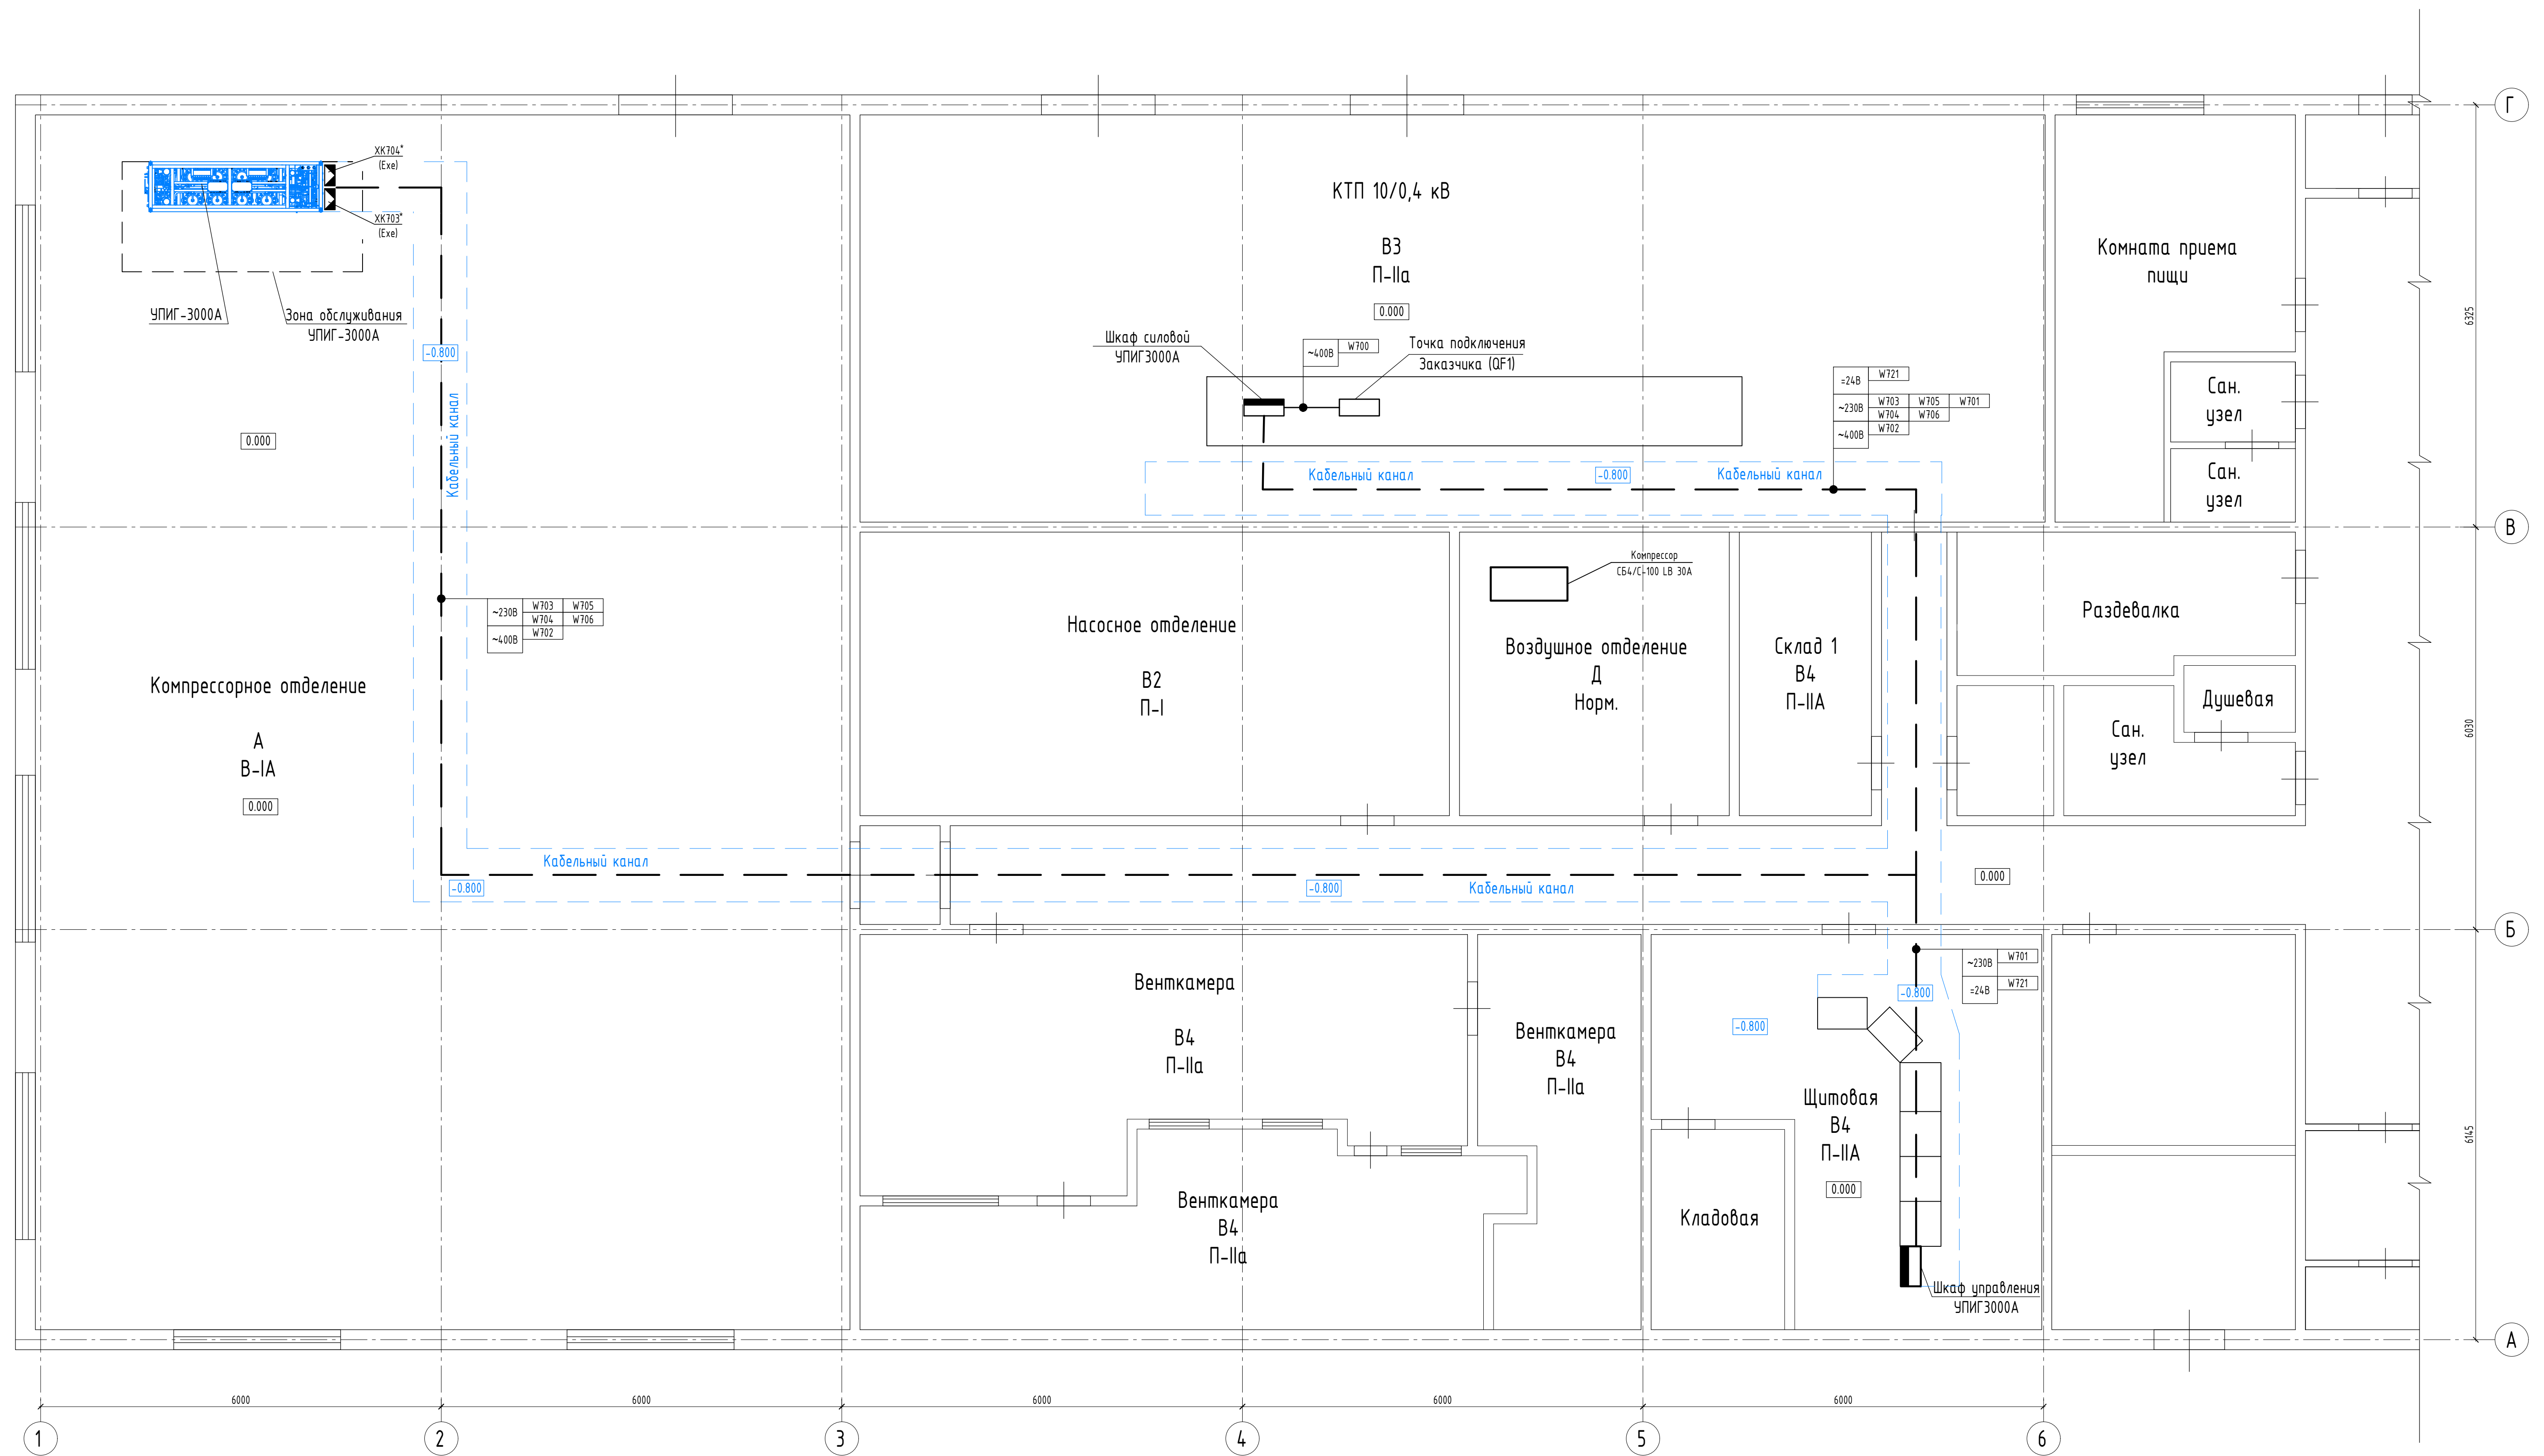 Г
ХК704*
(Exe)
ХК703*
(Exe)
УПИГ-3000А
Зона обслуживания
УПИГ-3000А
-0.800
Кабельный канал
0.000
КТП 10/0,4 кВ
В3
П-IIа
0.000
Шкаф силовой
УПИГ3000А
~400В
W700
Точка подключения
Заказчика (QF1)
=24В
W721
~230В
W703 W705 W701
W704 W706
~400В
W702
Кабельный канал
-0.800
Кабельный канал
Комната приема
пищи
Сан.
узел
Сан.
узел
6325
В
~230В
W703 W705
W704 W706
~400В
W702
Компрессорное отделение
А
В-IА
0.000
Насосное отделение
В2
П-I
Компрессор
СБ4/С-100 LB 30А
Воздушное отделение
Д
Норм.
Склад 1
В4
П-IIА
Раздевалка
Душевая
Сан.
узел
6030
Кабельный канал
-0.800
-0.800
Кабельный канал
0.000
Б
Венткамера
В4
П-IIа
Венткамера
В4
П-IIа
Венткамера
В4
П-IIа
~230В
W701
=24В
W721
-0.800
-0.800
Щитовая
В4
П-IIА
0.000
Кладовая
Шкаф управления
УПИГ3000А
6145
А
6000
6000
6000
6000
6000
1
2
3
4
5
6